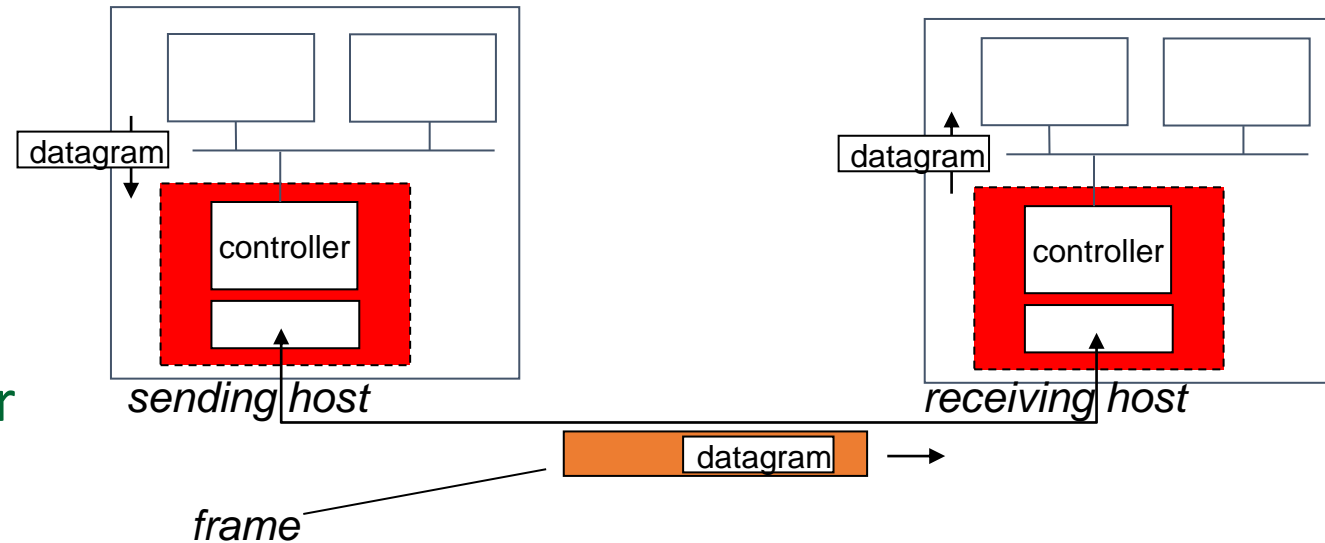 datagram
datagram
controller
controller
r
sending host
receiving host
datagram
frame